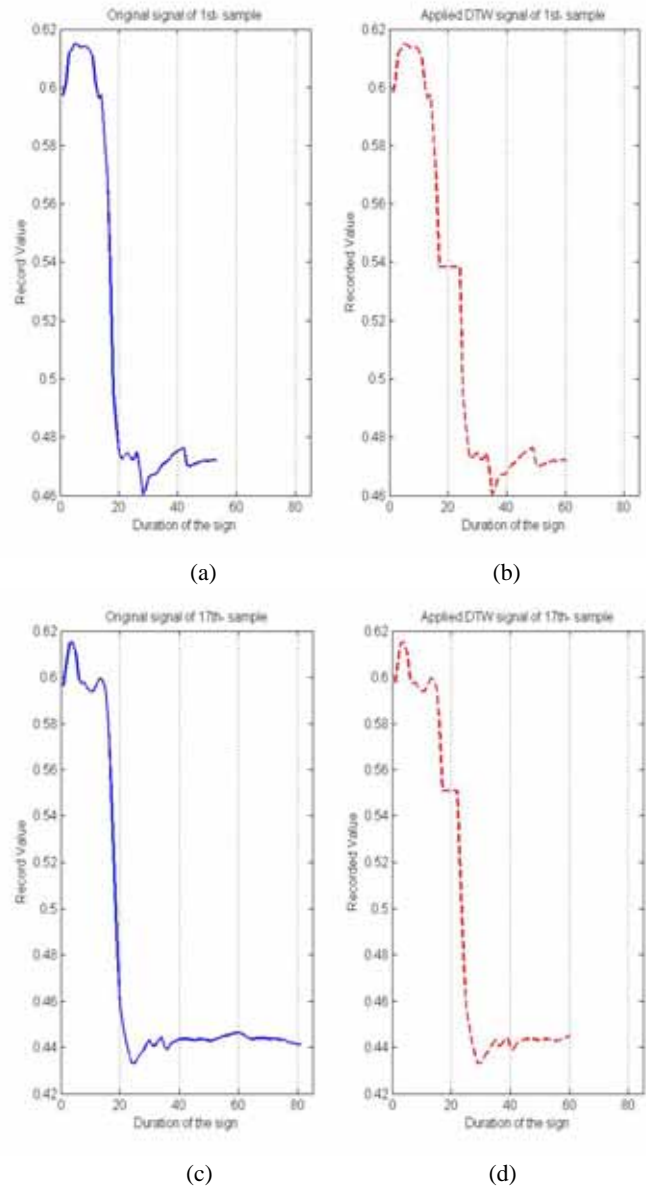 Original signal of 1st- sample
0.62
0.6
0.58
0.56
0.54
0.52
0.5
0.48
0.46
Record Value
0 20 40 60 80
Duration of the sign
(a)
Applied DTW signal of 1st- sample
0.62
0.6
0.58
0.56
0.54
0.52
0.5
0.48
0.46
Recorded Value
0 20 40 60 80
Duration of the sign
(b)
Original signal of 17th- sample
0.62
0.6
0.58
0.56
0.54
0.52
0.5
0.48
0.46
0.44
0.42
Record Value
0 20 40 60 80
Duration of the sign
(c)
Applied DTW signal of 17th- sample
0.62
0.6
0.58
0.56
0.54
0.52
0.5
0.48
0.46
0.44
0.42
Recorded Value
0 20 40 60 80
Duration of the sign
(d)